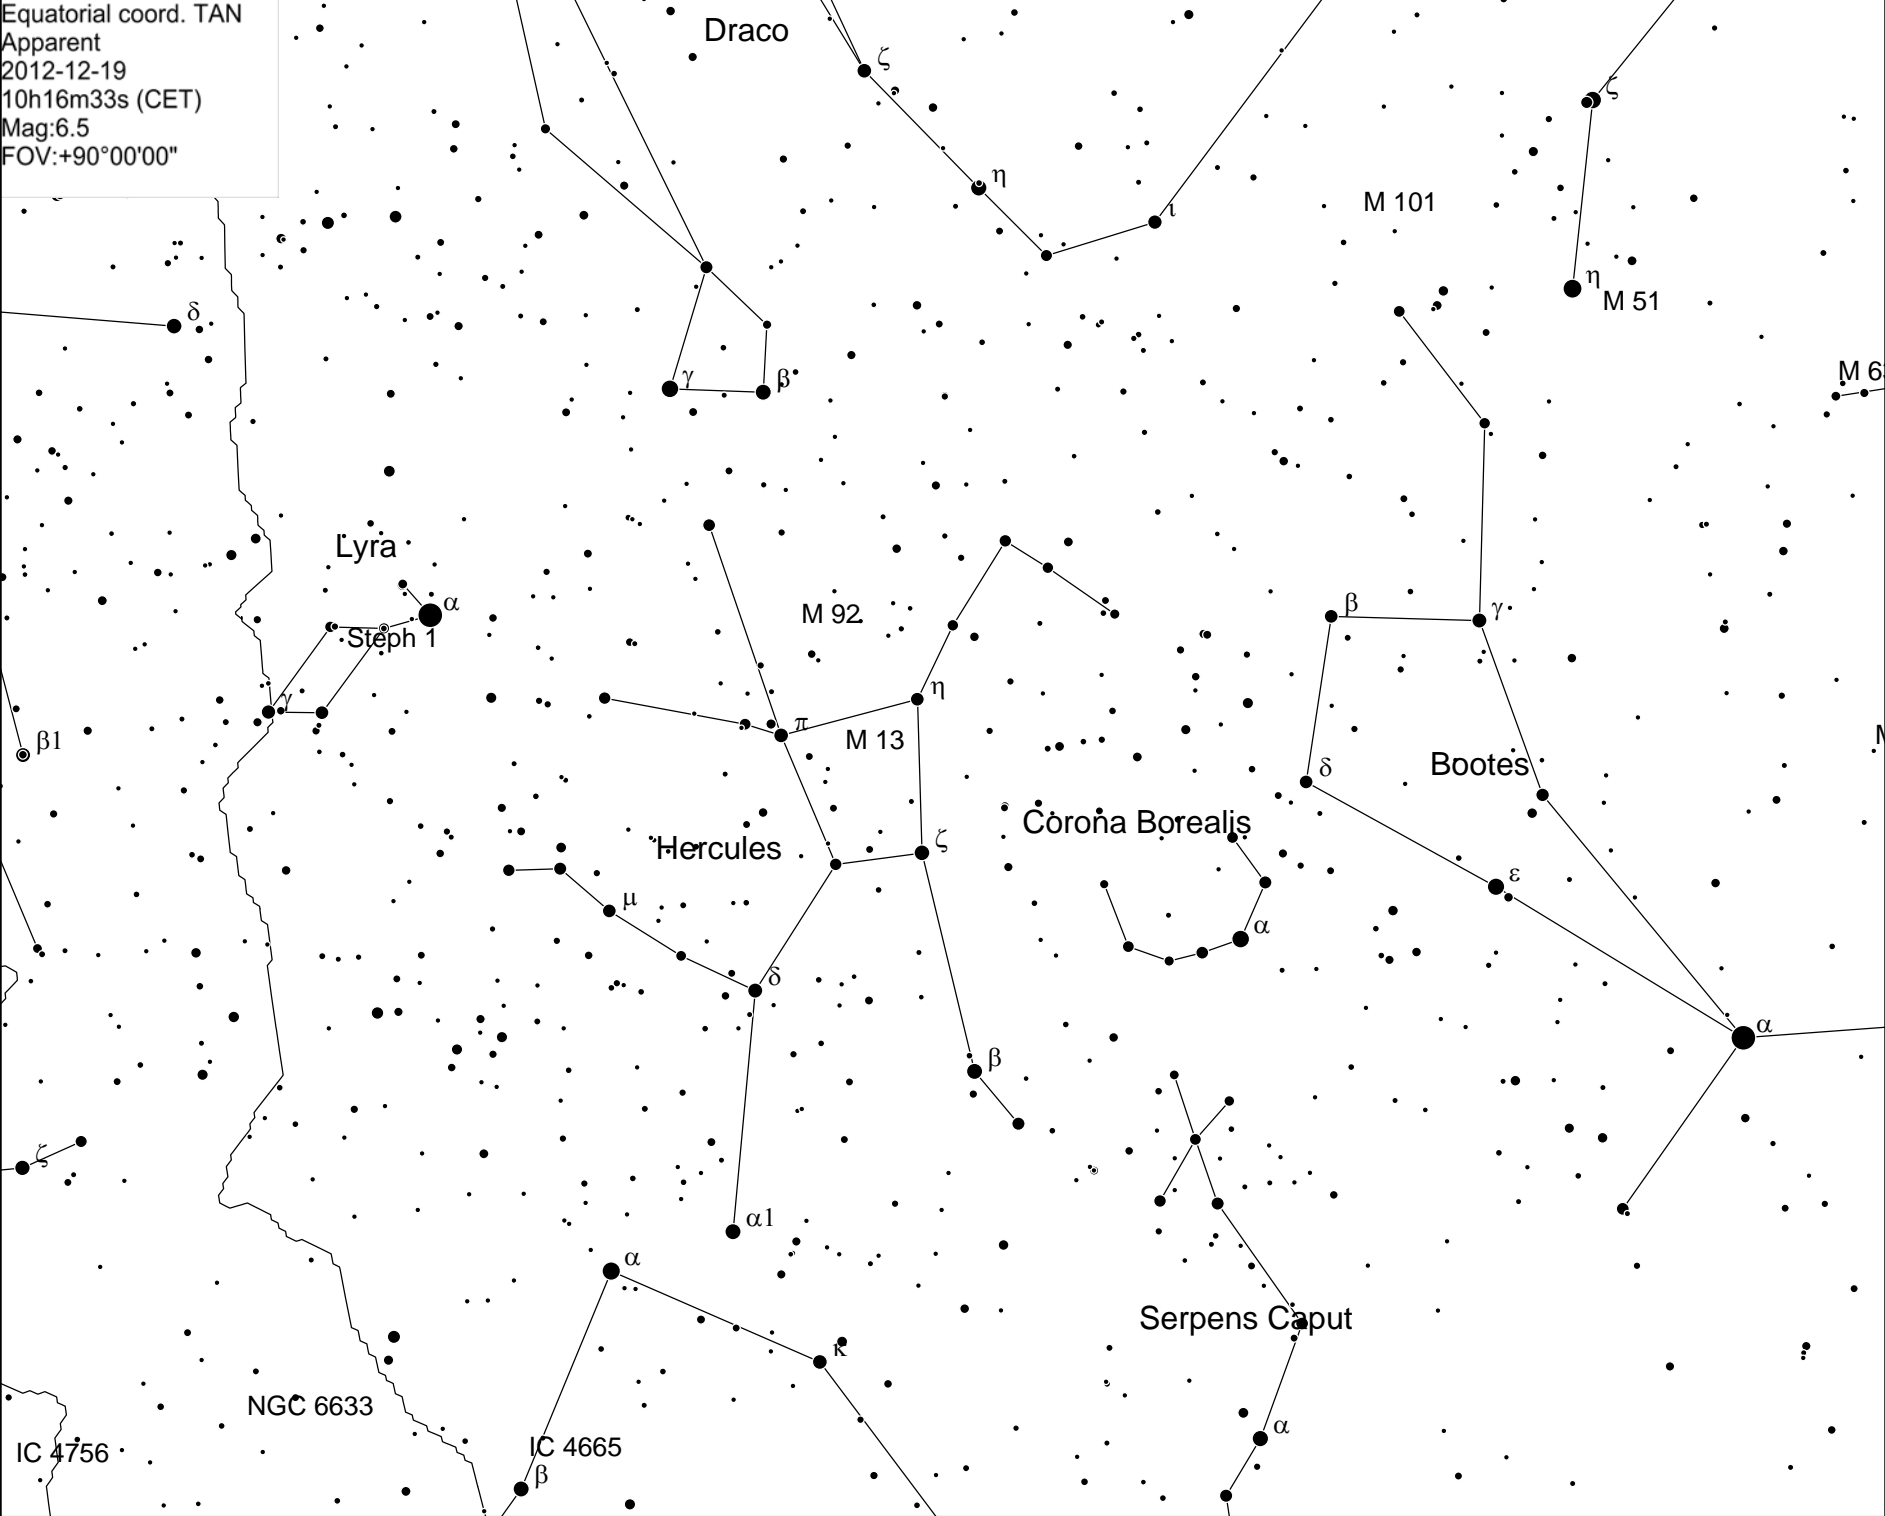 Equatorial coord. TAN
Apparent
2012-12-19
10h16m33s (CET)
Mag:6.5
FOV:+90°00'00"
Draco
ζ
ζ
η
ι
M 101
η
M 51
δ
γ
β
M 63
Lyra
α
Steph 1
γ
β1
M 92
η
π
M 13
β
γ
δ
Bootes
Corona Borealis
Hercules
ζ
ε
μ
α
δ
α
β
ζ
α1
α
Serpens Caput
κ
NGC 6633
α
IC 4756
IC 4665
β